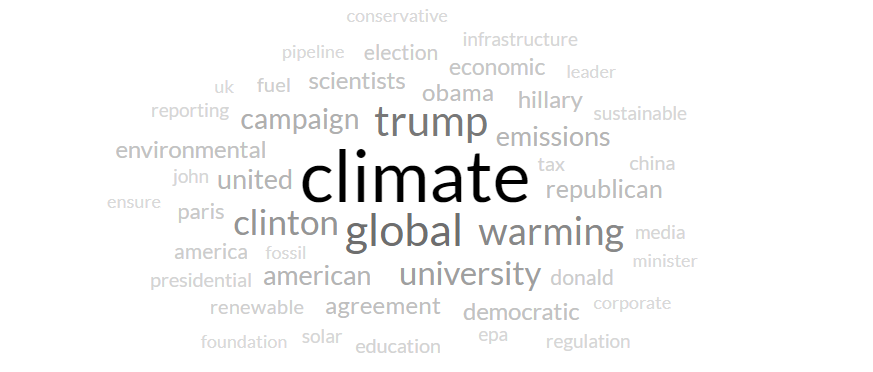 conservative
infrastructure
pipeline election
economic leader
uk fuel scientists
obama hillary
reporting campaign trump sustainable
emissions
environmental climate tax china
john united republican
ensure paris clinton global warming media
america fossil minister
presidential american university donald
renewable agreement democratic corporate
foundation solar education epa regulation